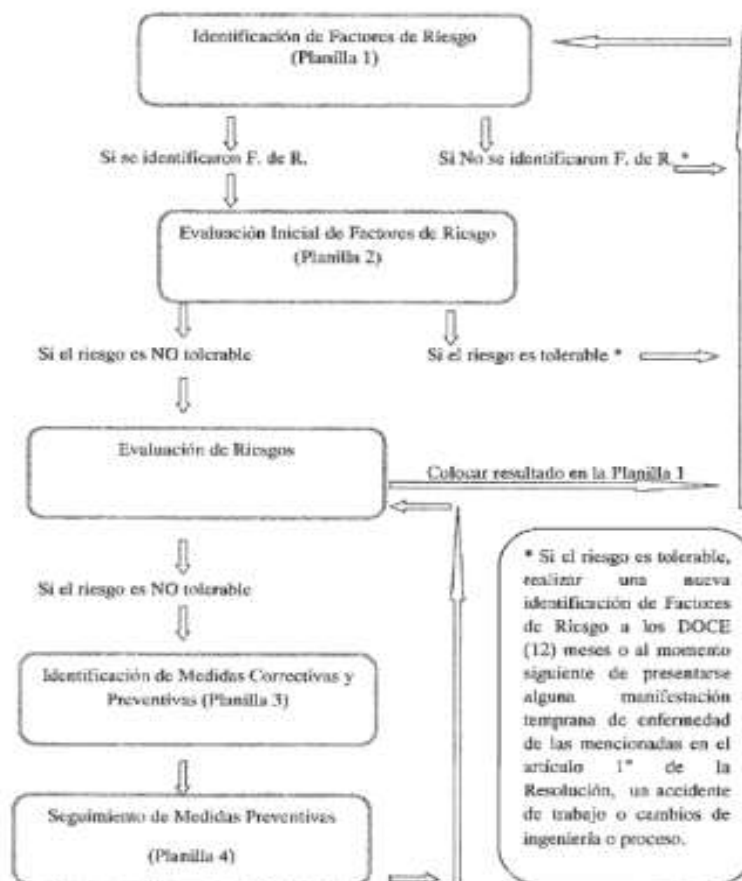 Identificación de Factores de Riesgo
(Planilla 1)
Si se identificaron F. de R.
Si No se identificaron F. de R. *
Evaluación Inicial de Factores de Riesgo
(Planilla 2)
Si el riesgo es NO tolerable
Si el riesgo es tolerable *
Evaluación de Riesgos
Colocar resultado en la Planilla 1
Si el riesgo es NO tolerable
Identificación de Medidas Correctivas y
Preventivas (Planilla 3)
Seguimiento de Medidas Preventivas
(Planilla 4)
* Si el riesgo es tolerable,
realizar una nueva
identificación de Factores
de Riesgo a los DOCE
(12) meses o al momento
siguiente de presentarse
alguna manifestación
temprana de enfermedad
de las mencionadas en el
artículo 1° de la
Resolución, un accidente
de trabajo o cambios de
ingeniería o proceso.